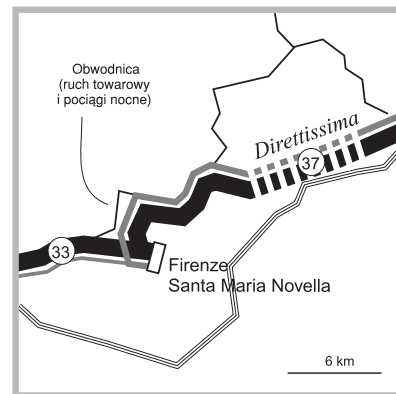 Obwodnica
(ruch towarowy
i pociągi nocne)
Direttissima
37
33
Firenze
Santa Maria Novella
6 km